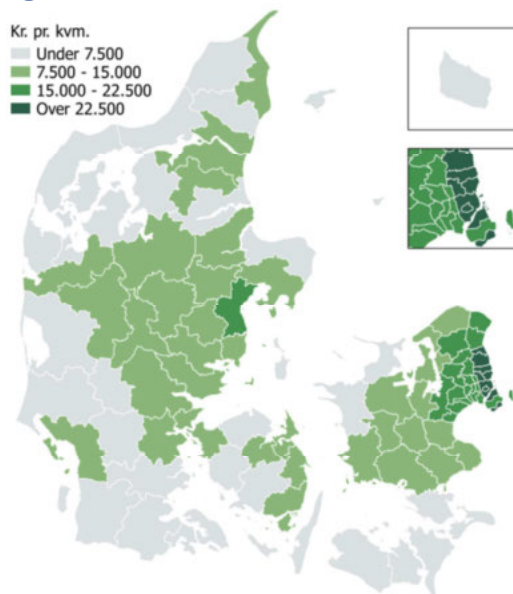 Kr. pr. kvm.
Under 7.500
7.500 - 15.000
15.000 - 22.500
Over 22.500